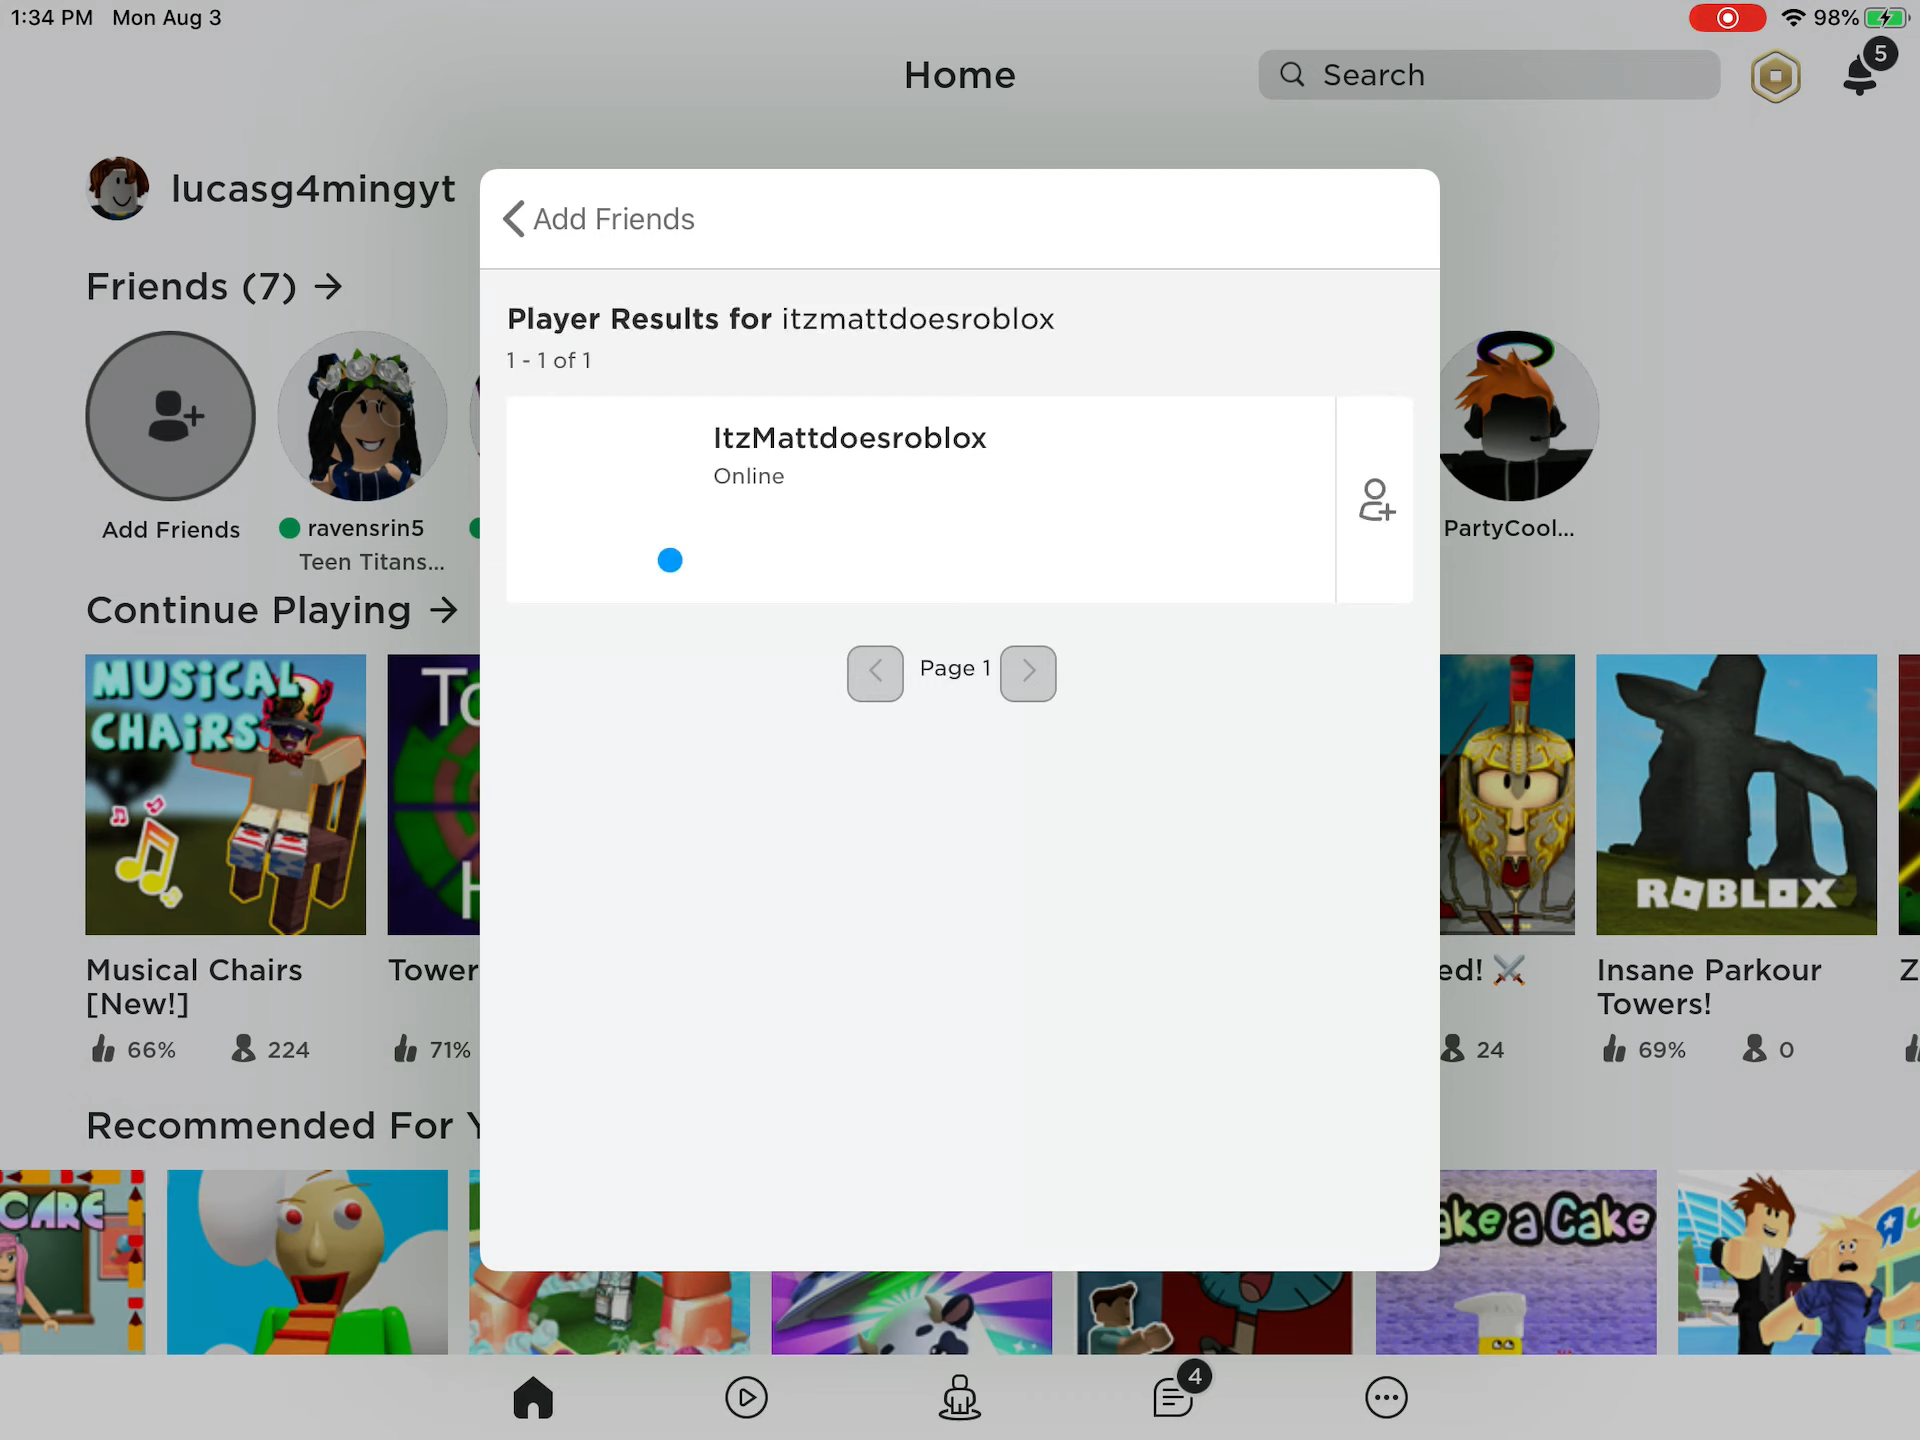 1:34 PM Mon Aug 3
98%
Home
Search
5
lucasg4mingyt
Add Friends
Friends (7) →
Player Results for itzmattdoesroblox
1 - 1 of 1
ItzMattdoesroblox
Online
Add Friends
ravensrin5
PartyCool...
Teen Titans...
Continue Playing →
Page 1
MUSiCAL
CHAiRS
ROBLOX
Musical Chairs
[New!]
Tower
ed! ⚔️
Insane Parkour
Towers!
Z
66%
224
71%
24
69%
0
Recommended For Y
CARE
ake a Cake
4